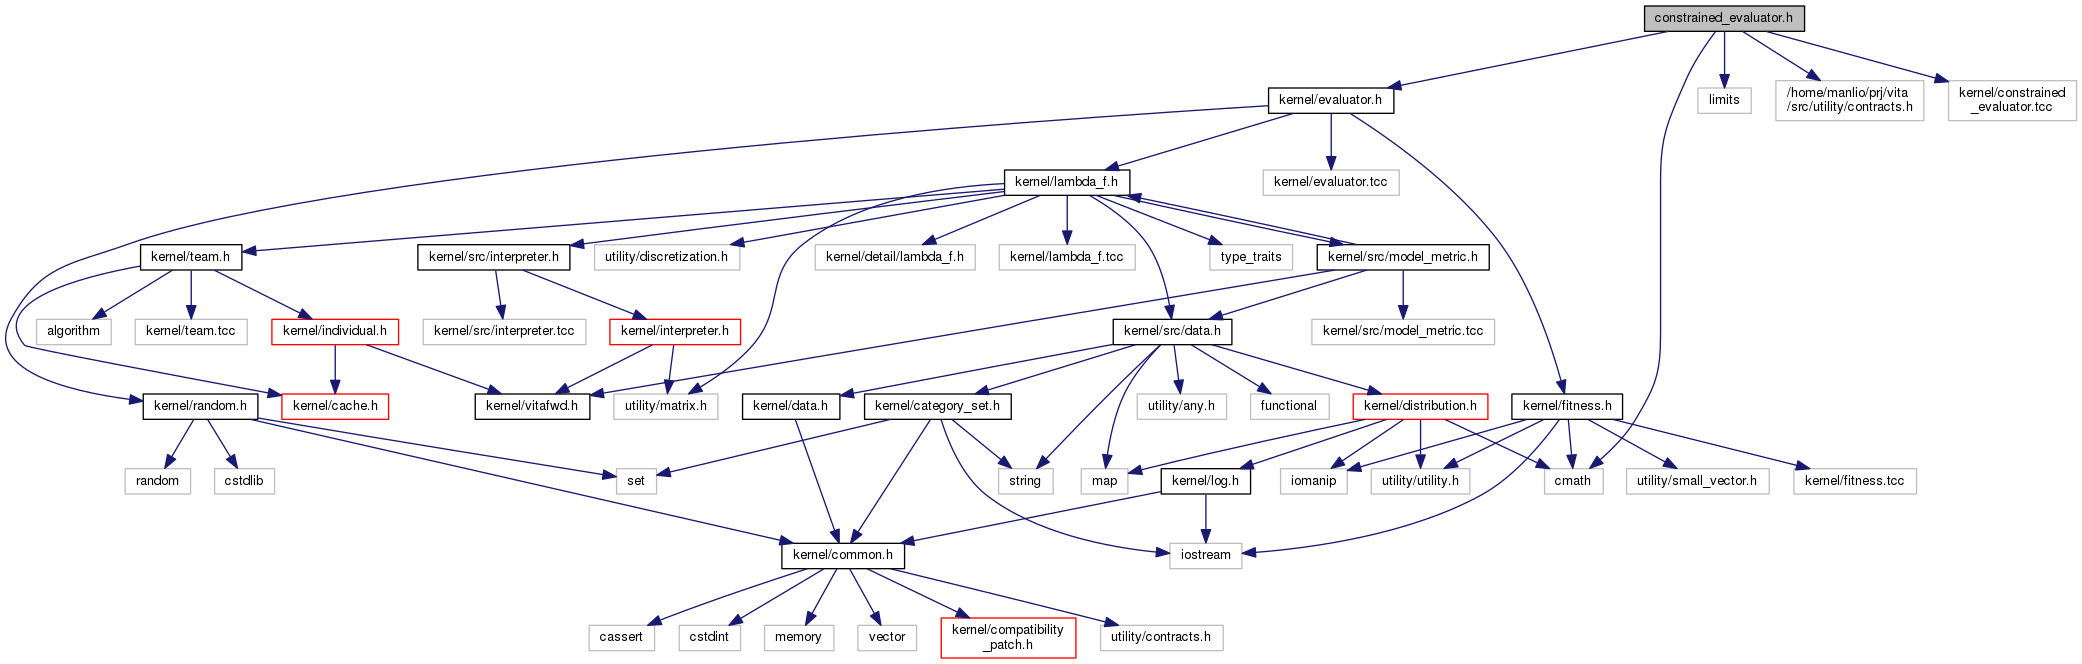 constrained_evaluator.h
kernel/evaluator.h
limits
/home/manlio/prj/vita
/src/utility/contracts.h
kernel/constrained
_evaluator.tcc
kernel/lambda_f.h
kernel/evaluator.tcc
kernel/team.h
kernel/src/interpreter.h
utility/discretization.h
kernel/detail/lambda_f.h
kernel/lambda_f.tcc
type_traits
kernel/src/model_metric.h
algorithm
kernel/team.tcc
kernel/individual.h
kernel/src/interpreter.tcc
kernel/interpreter.h
kernel/src/data.h
kernel/src/model_metric.tcc
kernel/random.h
kernel/cache.h
kernel/vitafwd.h
utility/matrix.h
kernel/data.h
kernel/category_set.h
utility/any.h
functional
kernel/distribution.h
kernel/fitness.h
random
cstdlib
set
string
map
kernel/log.h
iomanip
utility/utility.h
cmath
utility/small_vector.h
kernel/fitness.tcc
kernel/common.h
iostream
cassert
cstdint
memory
vector
kernel/compatibility
_patch.h
utility/contracts.h